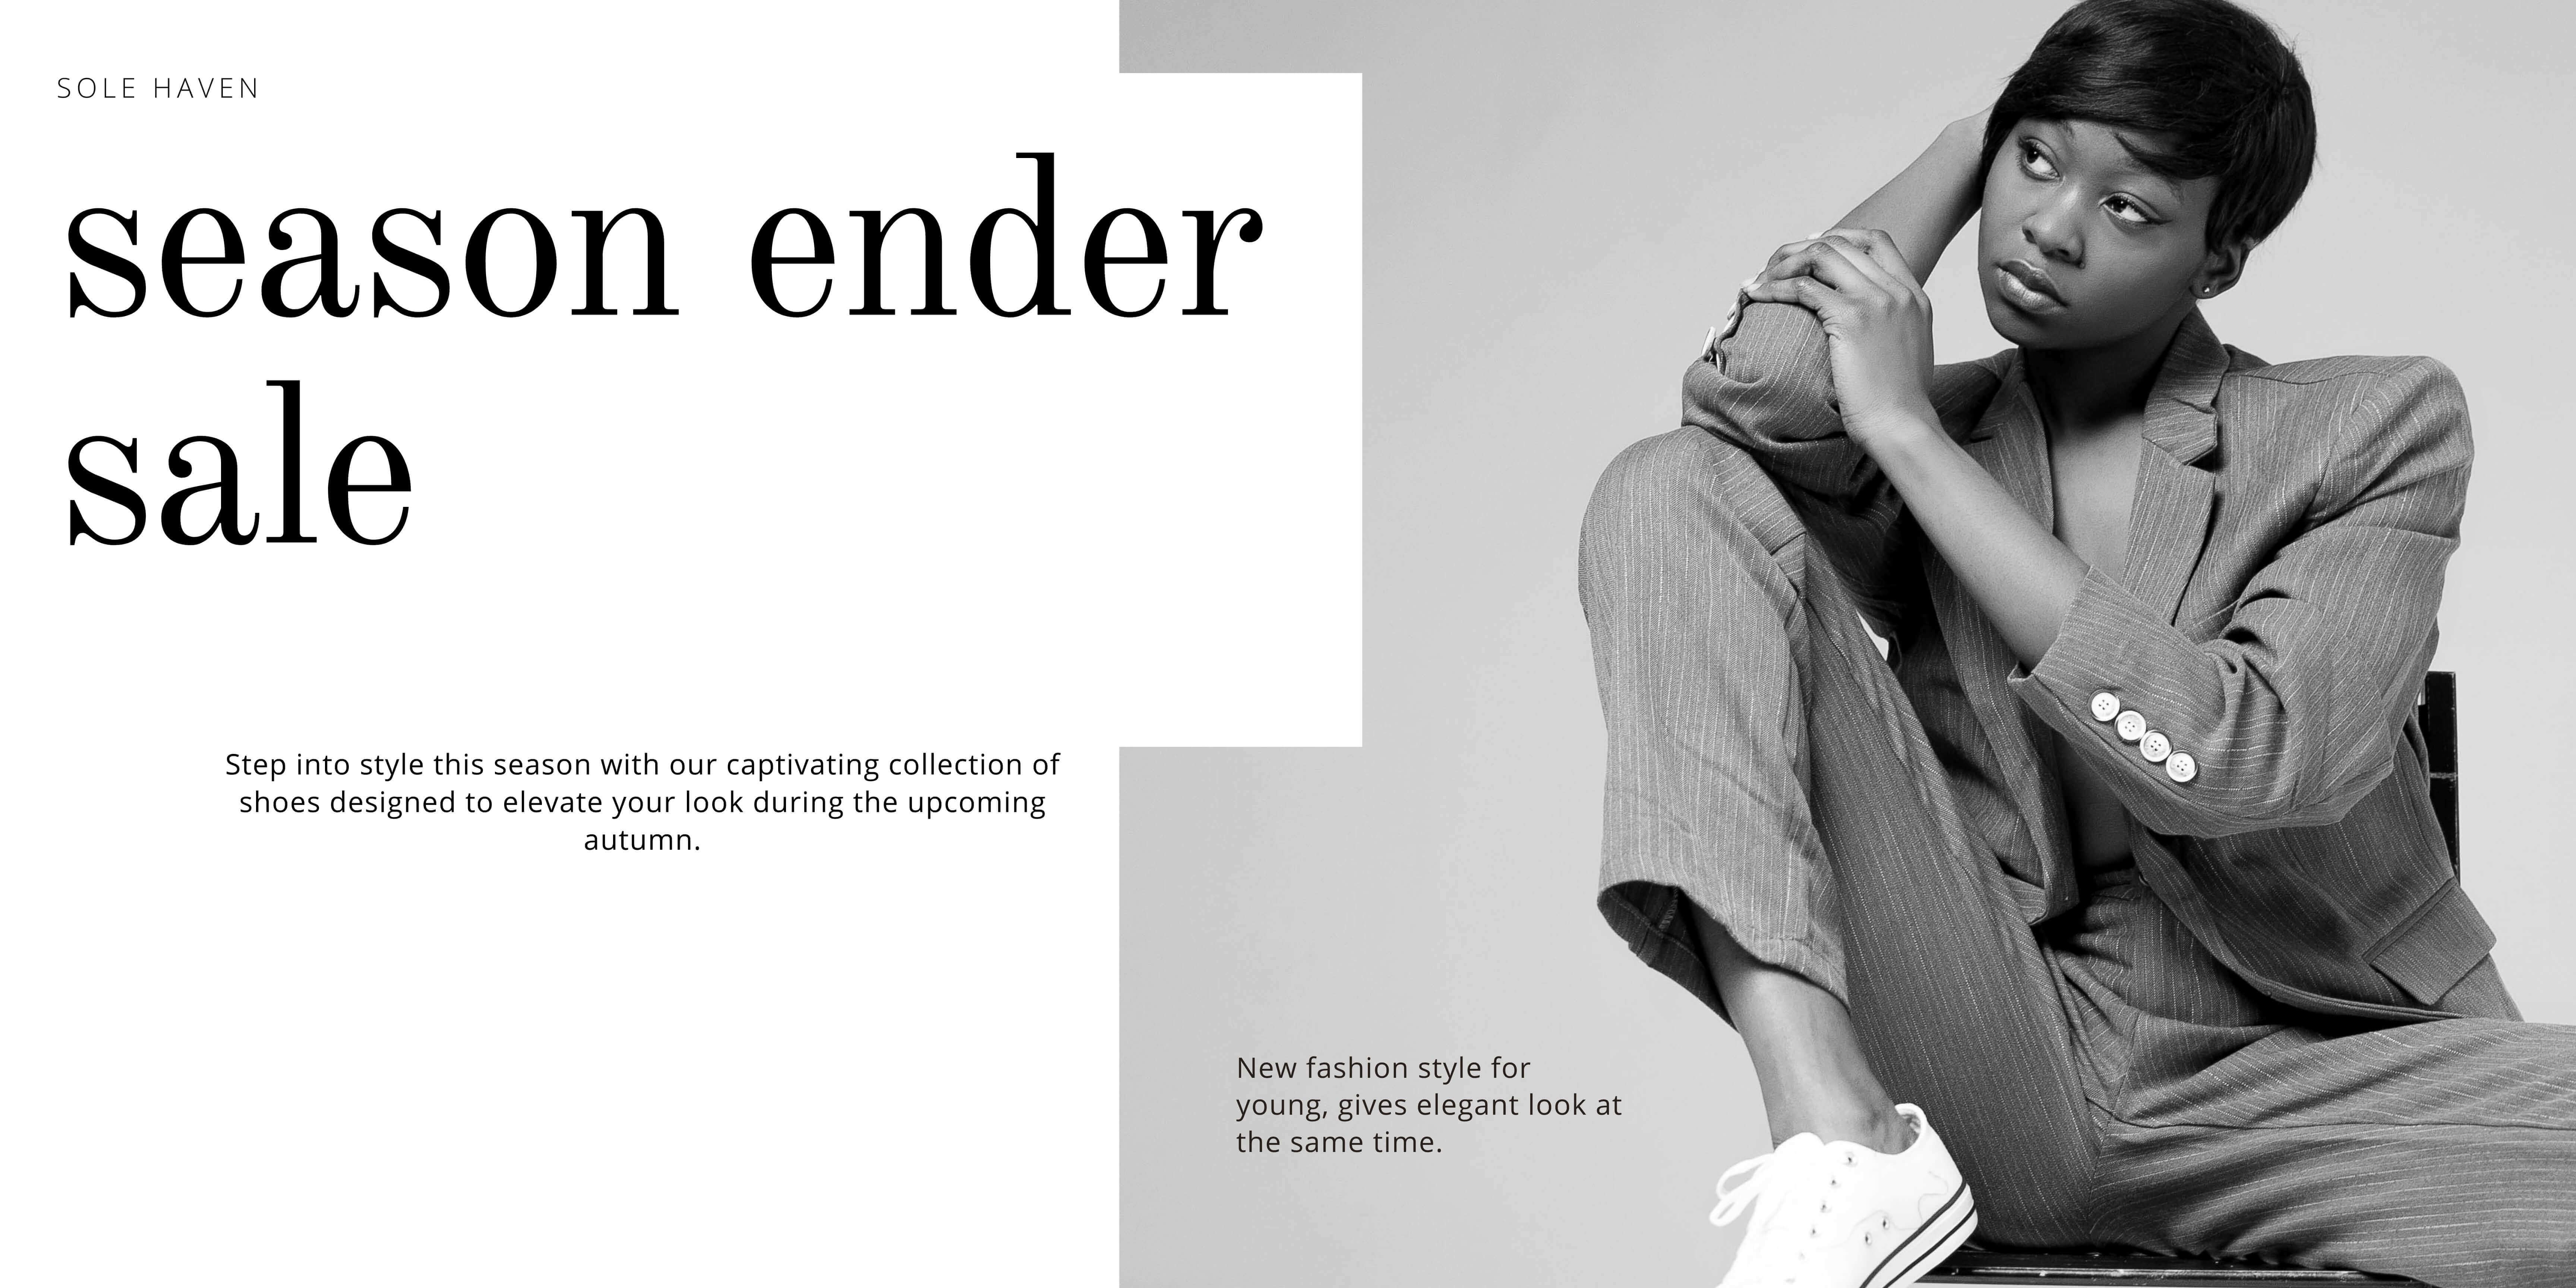 SOLE HAVEN
season ender
sale
Step into style this season with our captivating collection of
shoes designed to elevate your look during the upcoming
autumn.
New fashion style for
young, gives elegant look at
the same time.